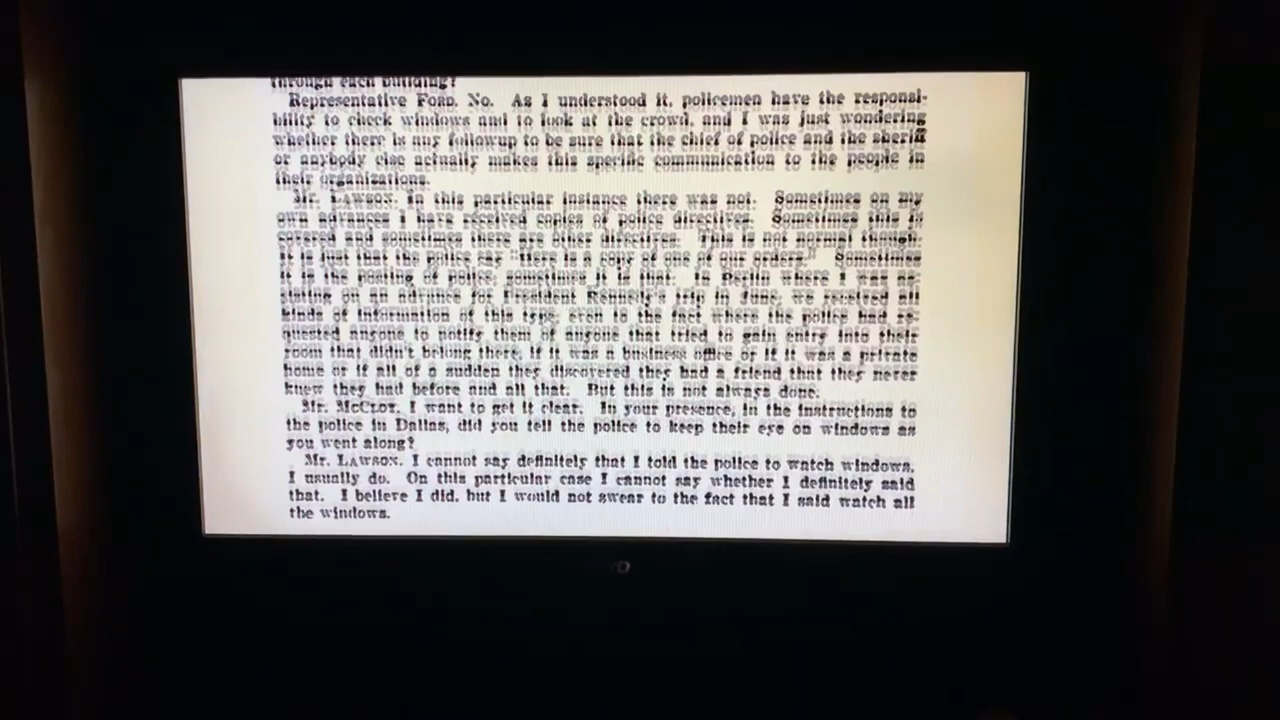 through each building?
Representative FORD. No. As I understood it, policemen have the responsi-
bility to check windows and to look at the crowd, and I was just wondering
whether there is any followup to be sure that the chief of police and the sheriff
or anybody else actually makes this specific communication to the people in
their organizations.
Mr. LAWSON. In this particular instance there was not. Sometimes on my
own advances I have received copies of police directives. Sometimes this is
covered and sometimes there are other directives. This is not normal though.
It is just that the police say "Here is a copy of one of our orders." Sometimes
it is the posting of police; sometimes it is that. In Berlin where I was as-
sisting on an advance for President Kennedy's trip in June, we received all
kinds of information of this type, even to the fact where the police had re-
quested anyone to notify them of anyone that tried to gain entry into their
room that didn't belong there, if it was a business office or if it was a private
home or if all of a sudden they discovered they had a friend that they never
knew they had before and all that. But this is not always done.
Mr. McCLOY. I want to get it clear. In your presence, in the instructions to
the police in Dallas, did you tell the police to keep their eye on windows as
you went along?
Mr. LAWSON. I cannot say definitely that I told the police to watch windows.
I usually do. On this particular case I cannot say whether I definitely said
that. I believe I did, but I would not swear to the fact that I said watch all
the windows.